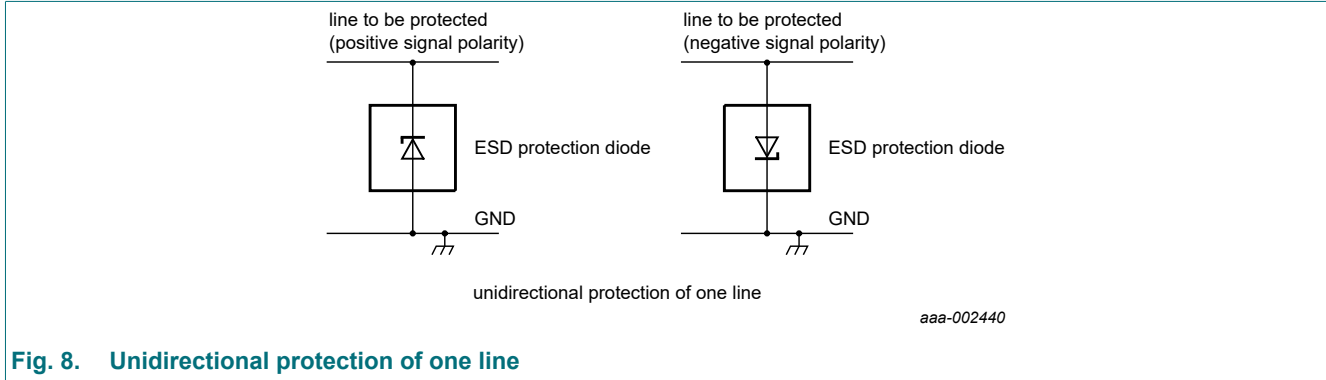 line to be protected
(positive signal polarity)
ESD protection diode
GND
line to be protected
(negative signal polarity)
ESD protection diode
GND
unidirectional protection of one line
aaa-002440
Fig. 8. Unidirectional protection of one line